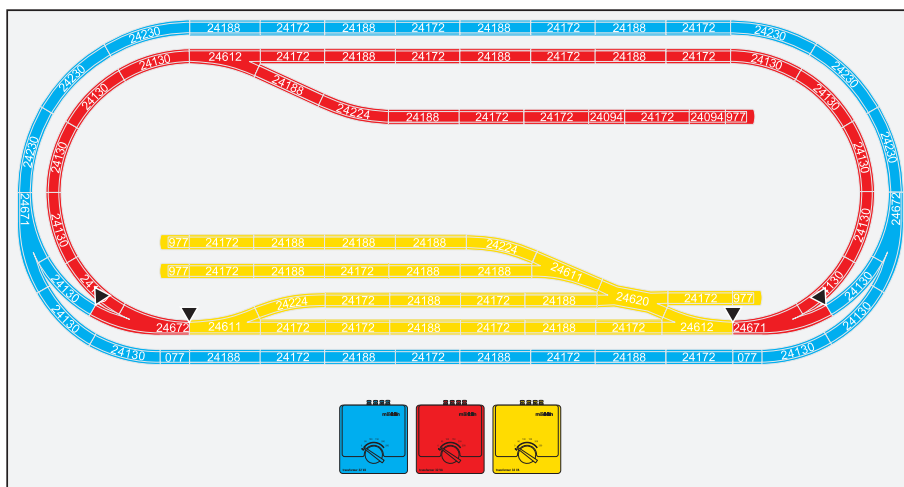 24230 24188 24172 24188 24172 24188 24172 24188 24172 24230
24230 24130 24612 24172 24188 24172 24188 24172 24188 24172 24130 24230
24130 24188 24130
24230 24130 24224 24188 24172 24172 24094 24172 24094 977 24130 24230
24671 24130 24130 24672
977 24172 24188 24188 24188 24224
977 24172 24188 24172 24188 24188 24611
24130 24130 24224 24172 24188 24172 24188 24620 24172 977 24130 24130
24672 24611 24172 24172 24188 24172 24188 24172 24612 24671
24130 077 24188 24172 24188 24172 24188 24172 24188 24172 077 24130
märklin märklin märklin